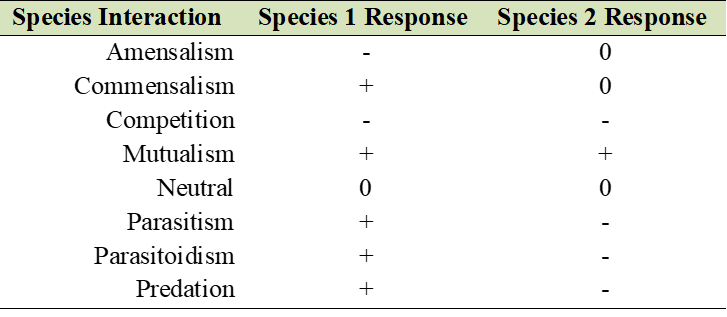 Species Interaction Species 1 Response Species 2 Response
Amensalism - 0
Commensalism + 0
Competition - -
Mutualism + +
Neutral 0 0
Parasitism + -
Parasitoidism + -
Predation + -